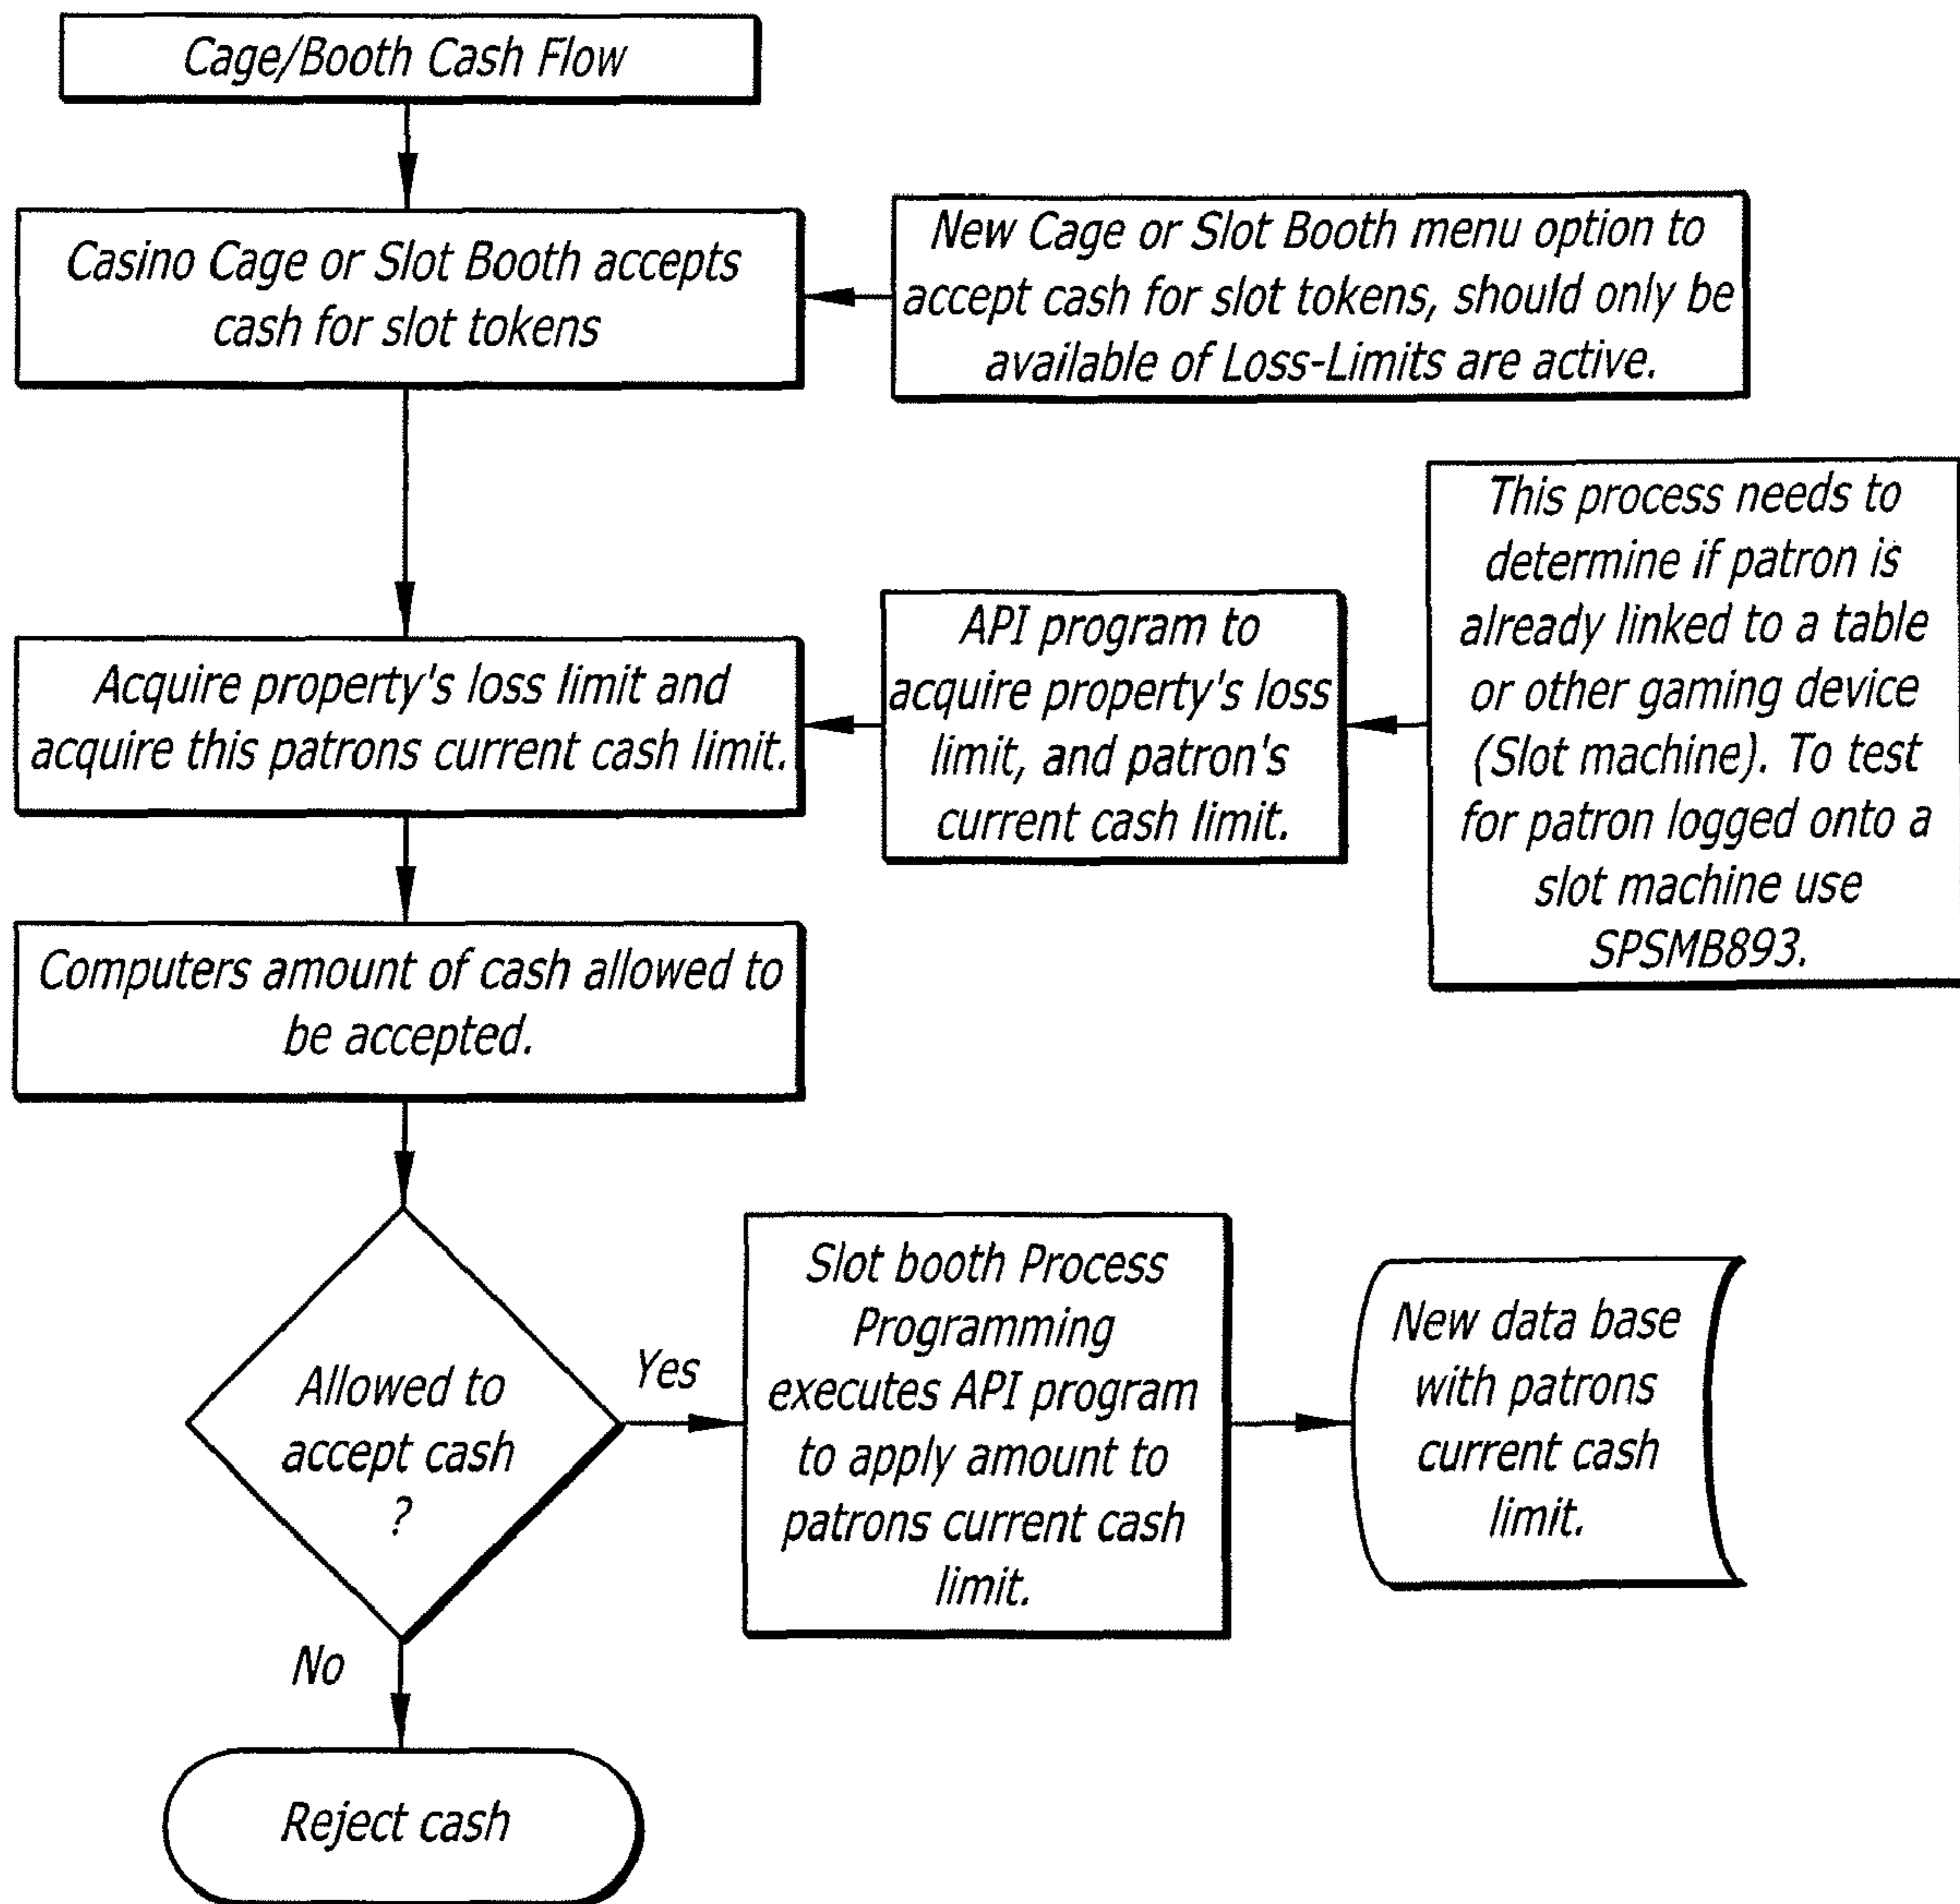 Cage/Booth Cash Flow
Casino Cage or Slot Booth accepts
cash for slot tokens
New Cage or Slot Booth menu option to
accept cash for slot tokens, should only be
available of Loss-Limits are active.
Acquire property's loss limit and
acquire this patrons current cash limit.
API program to
acquire property's loss
limit, and patron's
current cash limit.
This process needs to
determine if patron is
already linked to a table
or other gaming device
(Slot machine). To test
for patron logged onto a
slot machine use
SPSMB893.
Computers amount of cash allowed to
be accepted.
Allowed to
accept cash
?
Yes
Slot booth Process
Programming
executes API program
to apply amount to
patrons current cash
limit.
New data base
with patrons
current cash
limit.
No
Reject cash